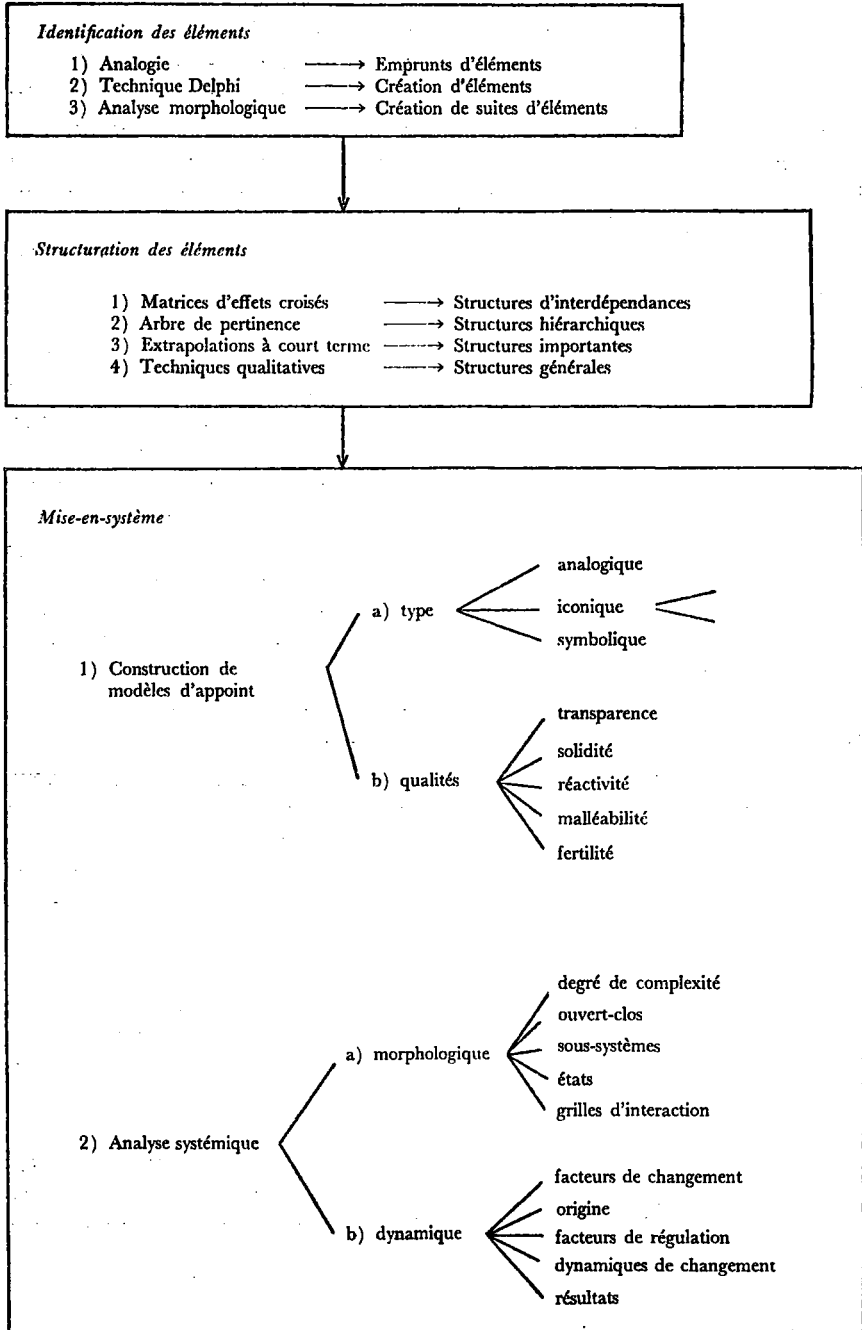 Identification des éléments
1) Analogie ⟶ Emprunts d'éléments
2) Technique Delphi ⟶ Création d'éléments
3) Analyse morphologique ⟶ Création de suites d'éléments
Structuration des éléments
1) Matrices d'effets croisés ⟶ Structures d'interdépendances
2) Arbre de pertinence ⟶ Structures hiérarchiques
3) Extrapolations à court terme ⟶ Structures importantes
4) Techniques qualitatives ⟶ Structures générales
Mise-en-système
1) Construction de
modèles d'appoint
a) type
analogique
iconique
symbolique
b) qualités
transparence
solidité
réactivité
malléabilité
fertilité
2) Analyse systémique
a) morphologique
degré de complexité
ouvert-clos
sous-systèmes
états
grilles d'interaction
b) dynamique
facteurs de changement
origine
facteurs de régulation
dynamiques de changement
résultats